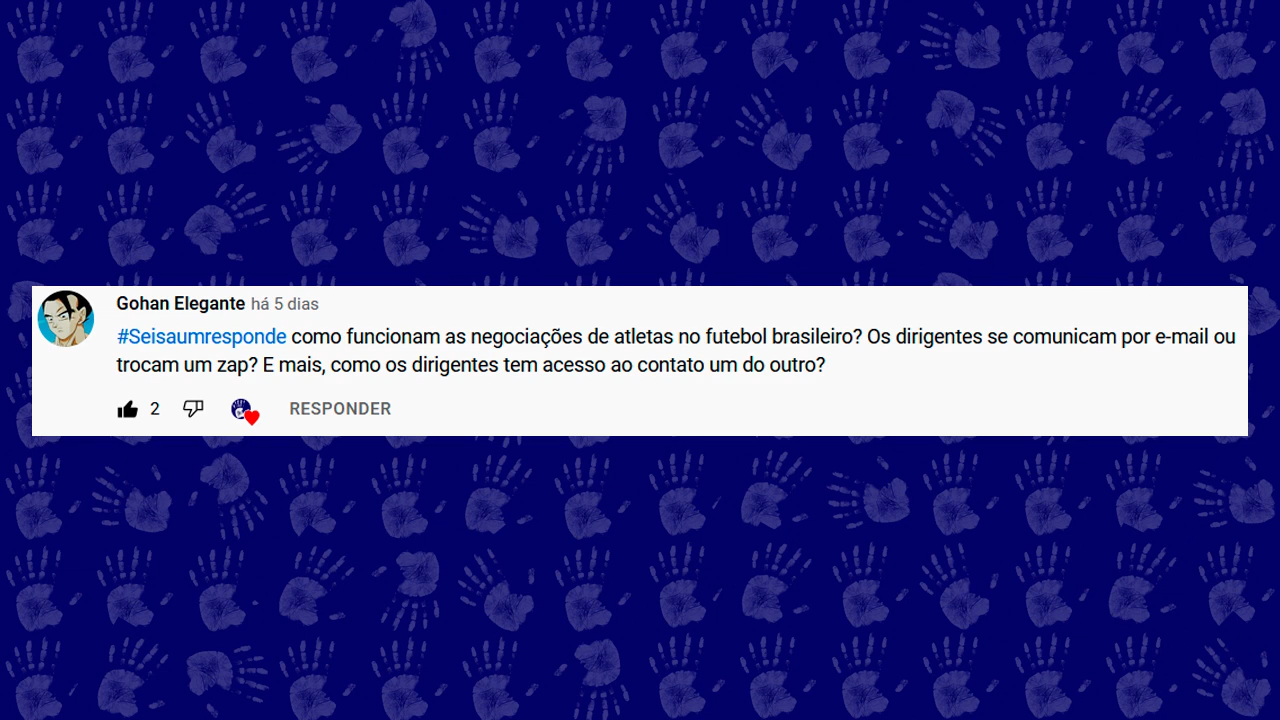 Gohan Elegante há 5 dias
#Seisaumresponde como funcionam as negociações de atletas no futebol brasileiro? Os dirigentes se comunicam por e-mail ou
trocam um zap? E mais, como os dirigentes tem acesso ao contato um do outro?
2 RESPONDER